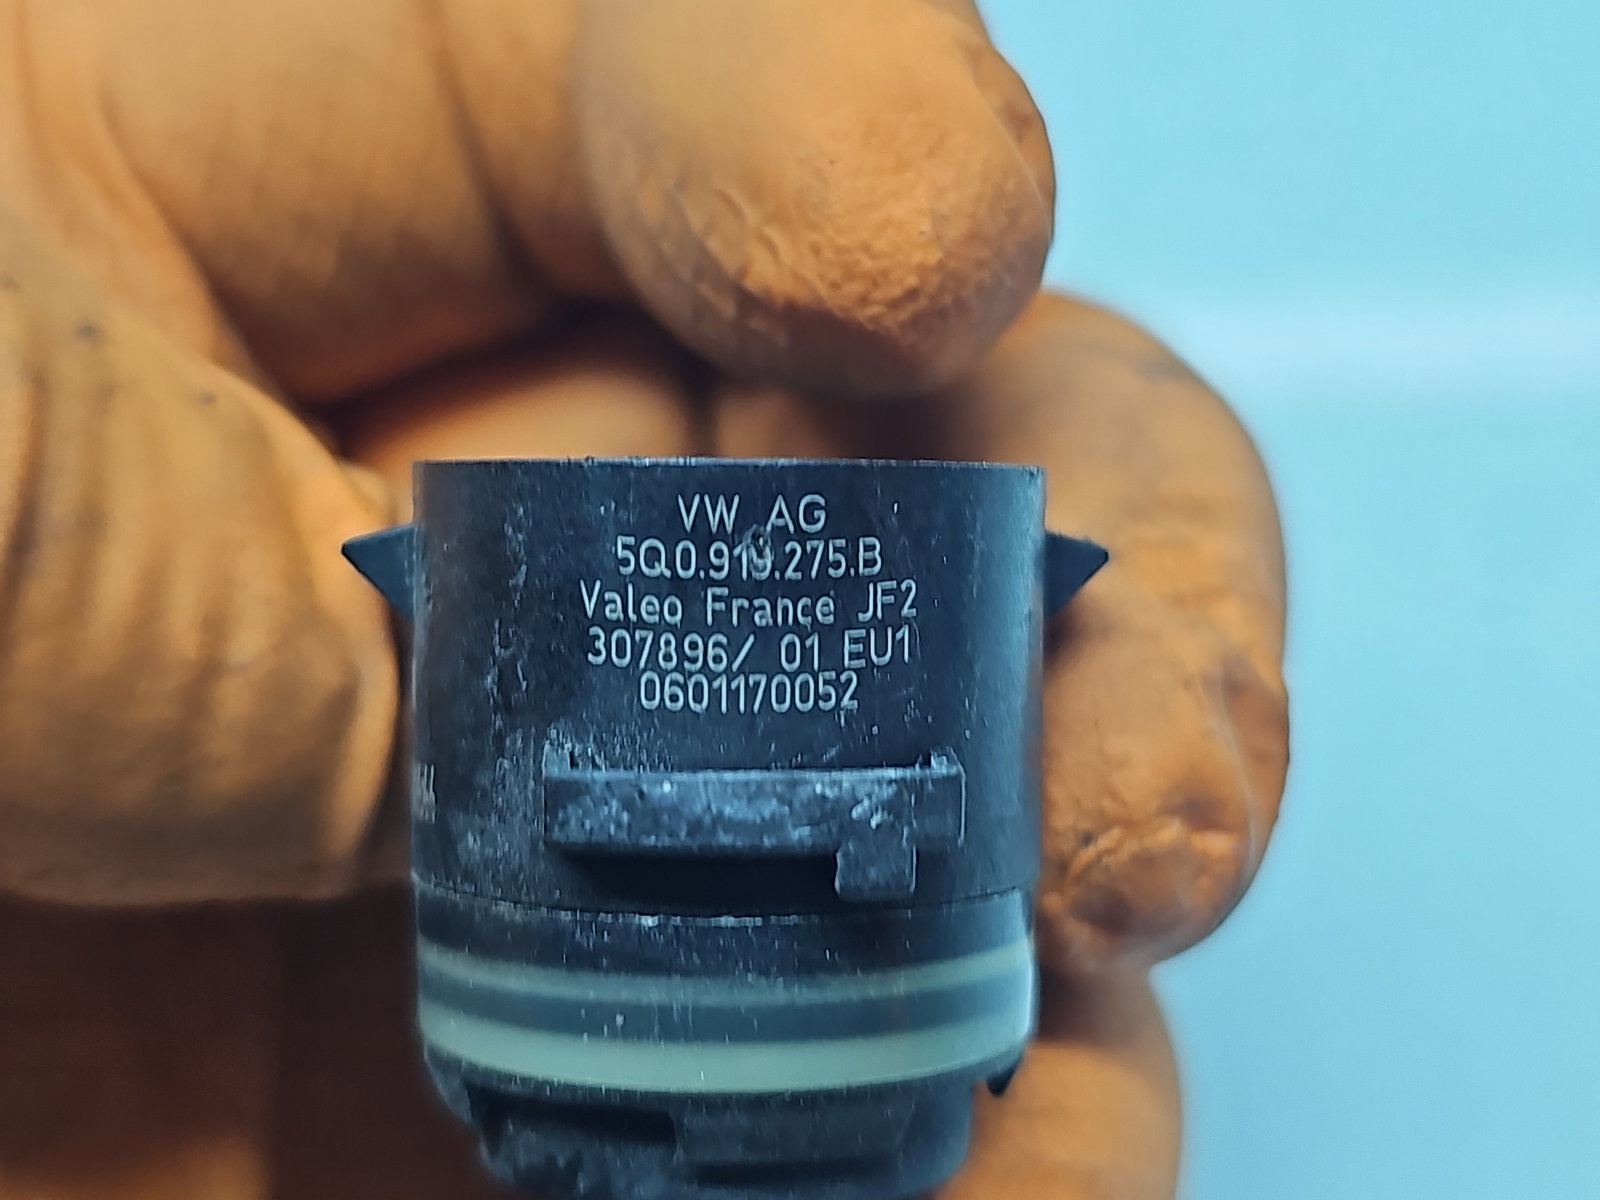 VW AG
5Q0.919.275.B
Valeo France JF2
307896/ 01 EU1
0601170052